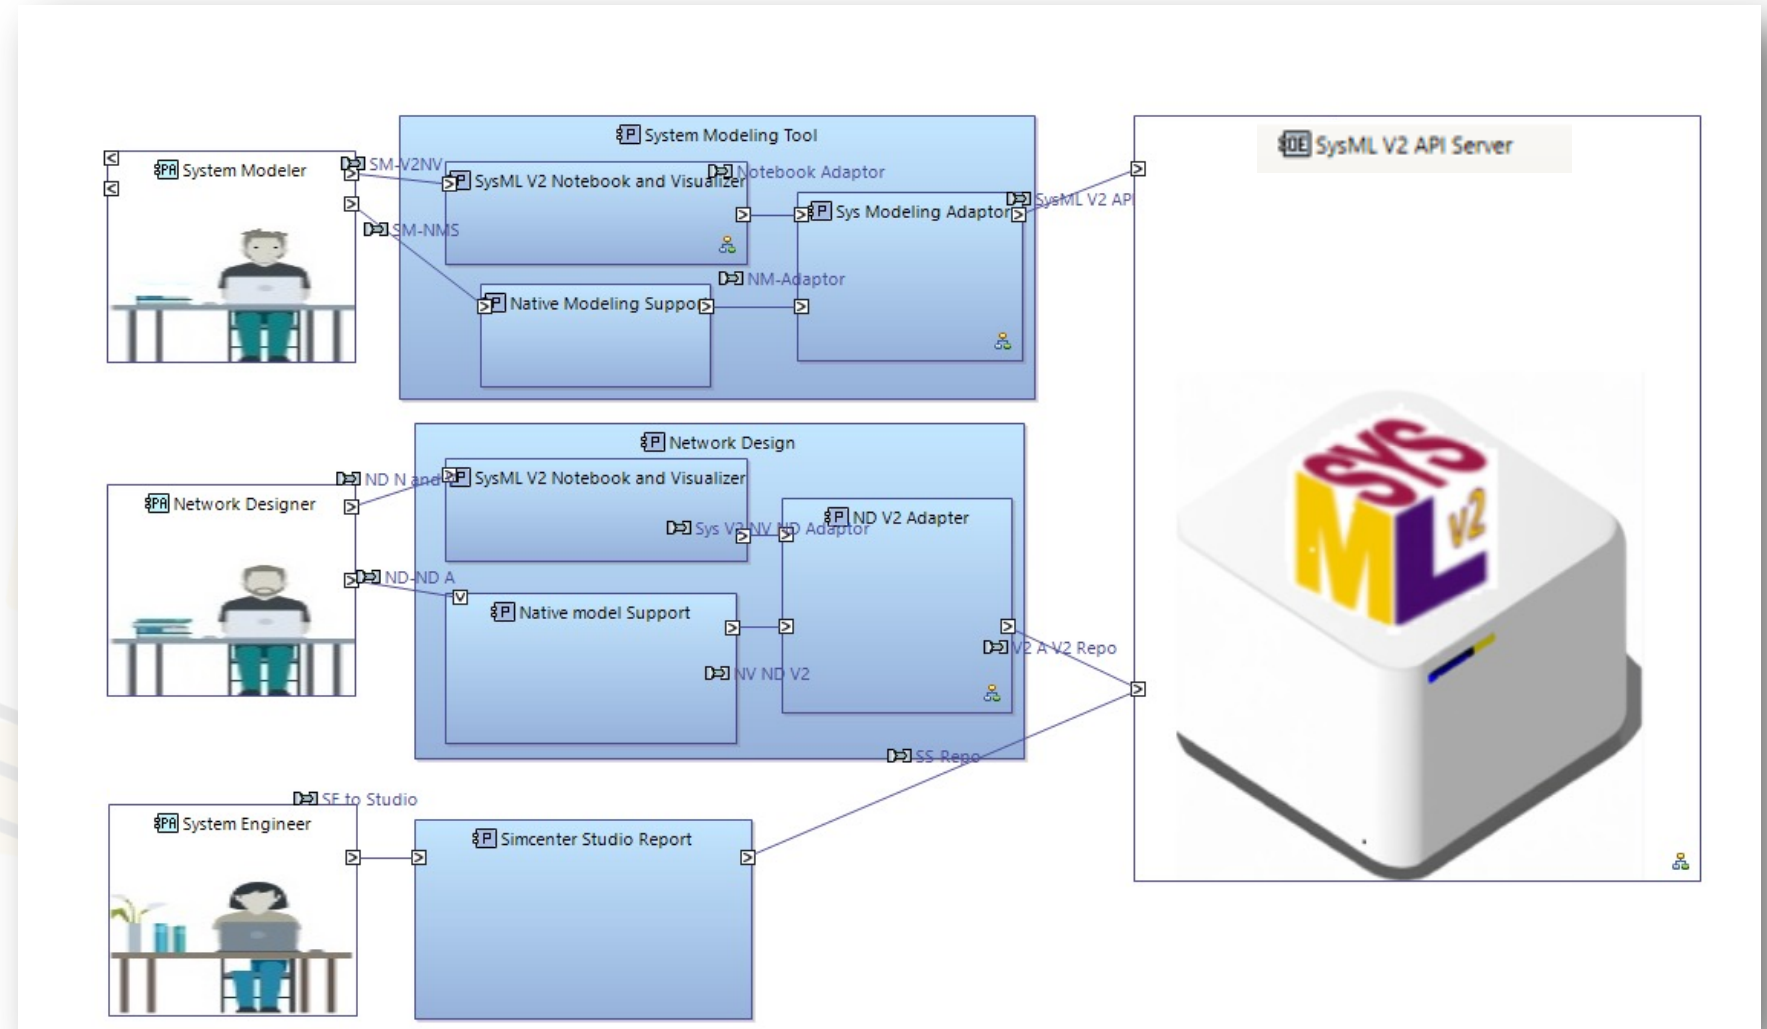 System Modeler
SM-V2NV
SM-NMS
System Modeling Tool
SysML V2 Notebook and Visualizer
Notebook Adaptor
Sys Modeling Adaptor
SysML V2 API
NM-Adaptor
Native Modeling Support
SysML V2 API Server
Network Designer
ND N and
ND-ND A
Network Design
SysML V2 Notebook and Visualizer
Sys V2 NV ND Adaptor
ND V2 Adapter
Native model Support
NV ND V2
V2 A V2 Repo
SS-Repo
SYS
ML
V2
SE to Studio
System Engineer
Simcenter Studio Report